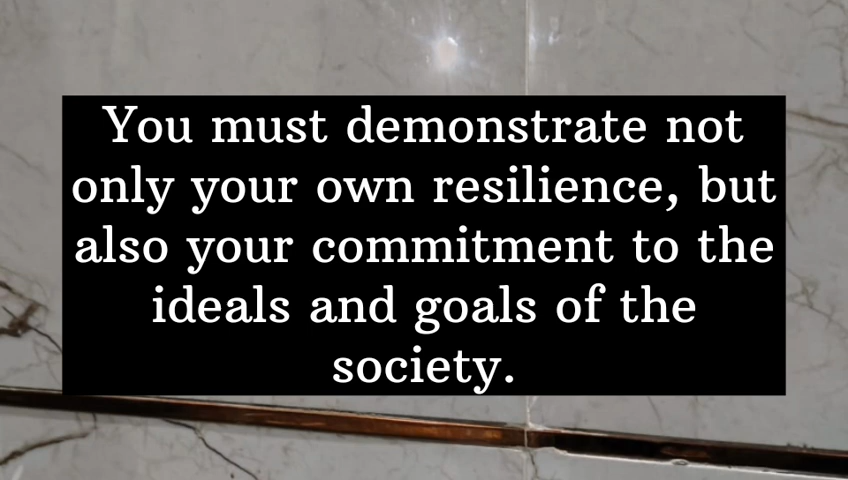 You must demonstrate not
only your own resilience, but
also your commitment to the
ideals and goals of the
society.